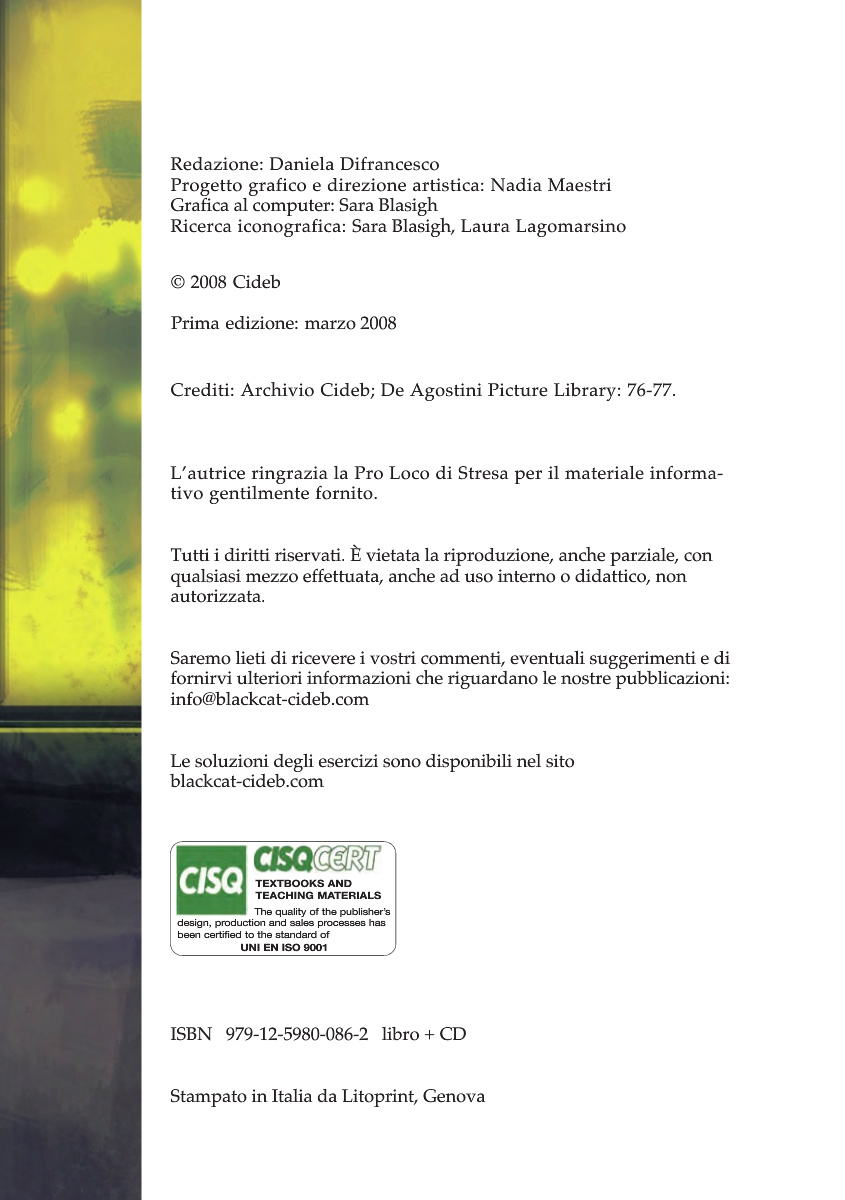 Redazione: Daniela Difrancesco
Progetto grafico e direzione artistica: Nadia Maestri
Grafica al computer: Sara Blasigh
Ricerca iconografica: Sara Blasigh, Laura Lagomarsino
© 2008 Cideb
Prima edizione: marzo 2008
Crediti: Archivio Cideb; De Agostini Picture Library: 76-77.
L’autrice ringrazia la Pro Loco di Stresa per il materiale informa-
tivo gentilmente fornito.
Tutti i diritti riservati. È vietata la riproduzione, anche parziale, con
qualsiasi mezzo effettuata, anche ad uso interno o didattico, non
autorizzata.
Saremo lieti di ricevere i vostri commenti, eventuali suggerimenti e di
fornirvi ulteriori informazioni che riguardano le nostre pubblicazioni:
info@blackcat-cideb.com
Le soluzioni degli esercizi sono disponibili nel sito
blackcat-cideb.com
CISQ
CISQCERT
TEXTBOOKS AND
TEACHING MATERIALS
The quality of the publisher’s
design, production and sales processes has
been certified to the standard of
UNI EN ISO 9001
ISBN 979-12-5980-086-2 libro + CD
Stampato in Italia da Litoprint, Genova